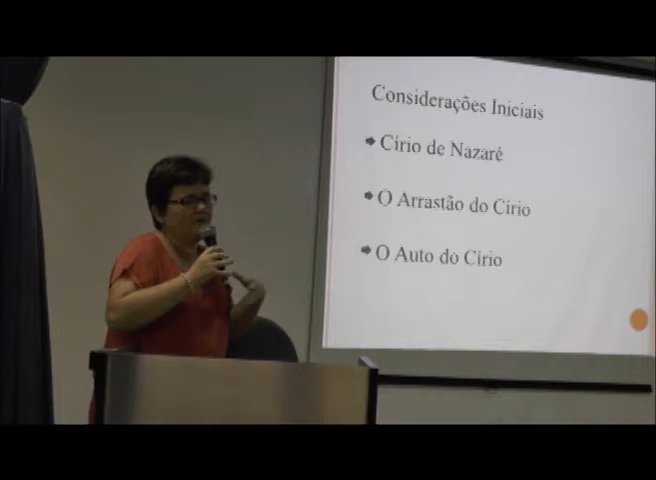 Considerações Iniciais
Círio de Nazaré
O Arrastão do Círio
O Auto do Círio